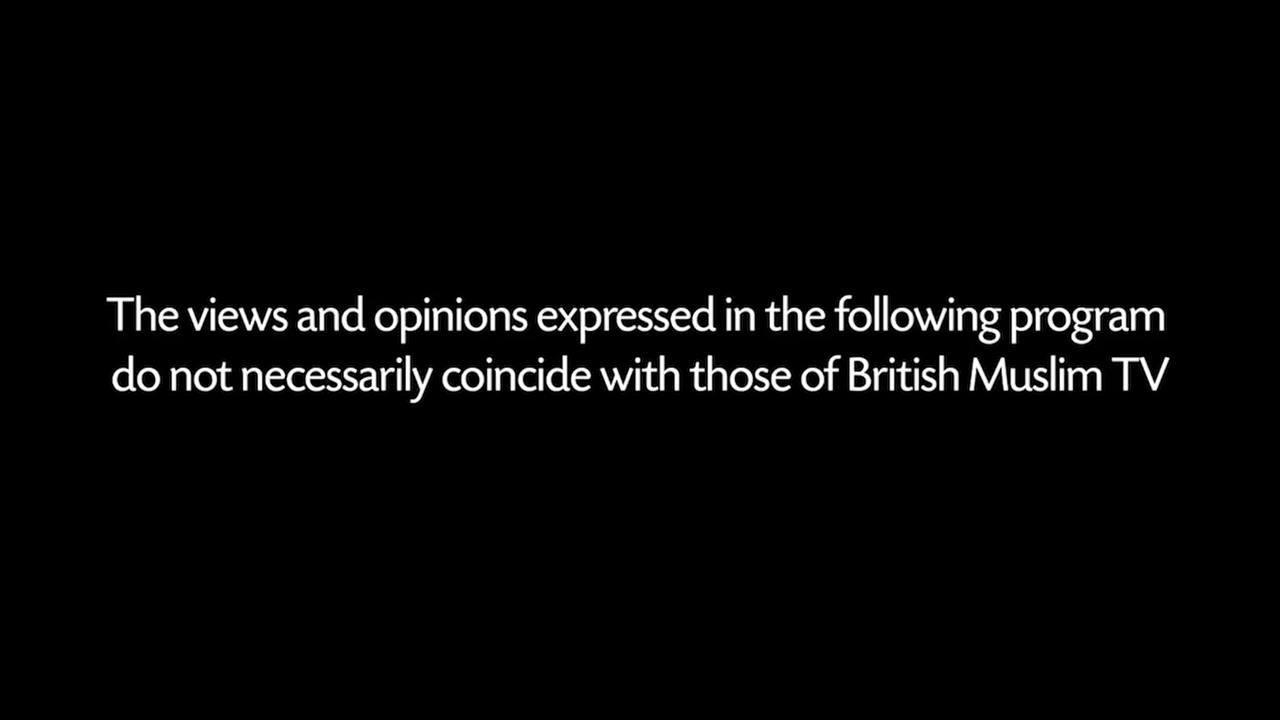 The views and opinions expressed in the following program
do not necessarily coincide with those of British Muslim TV